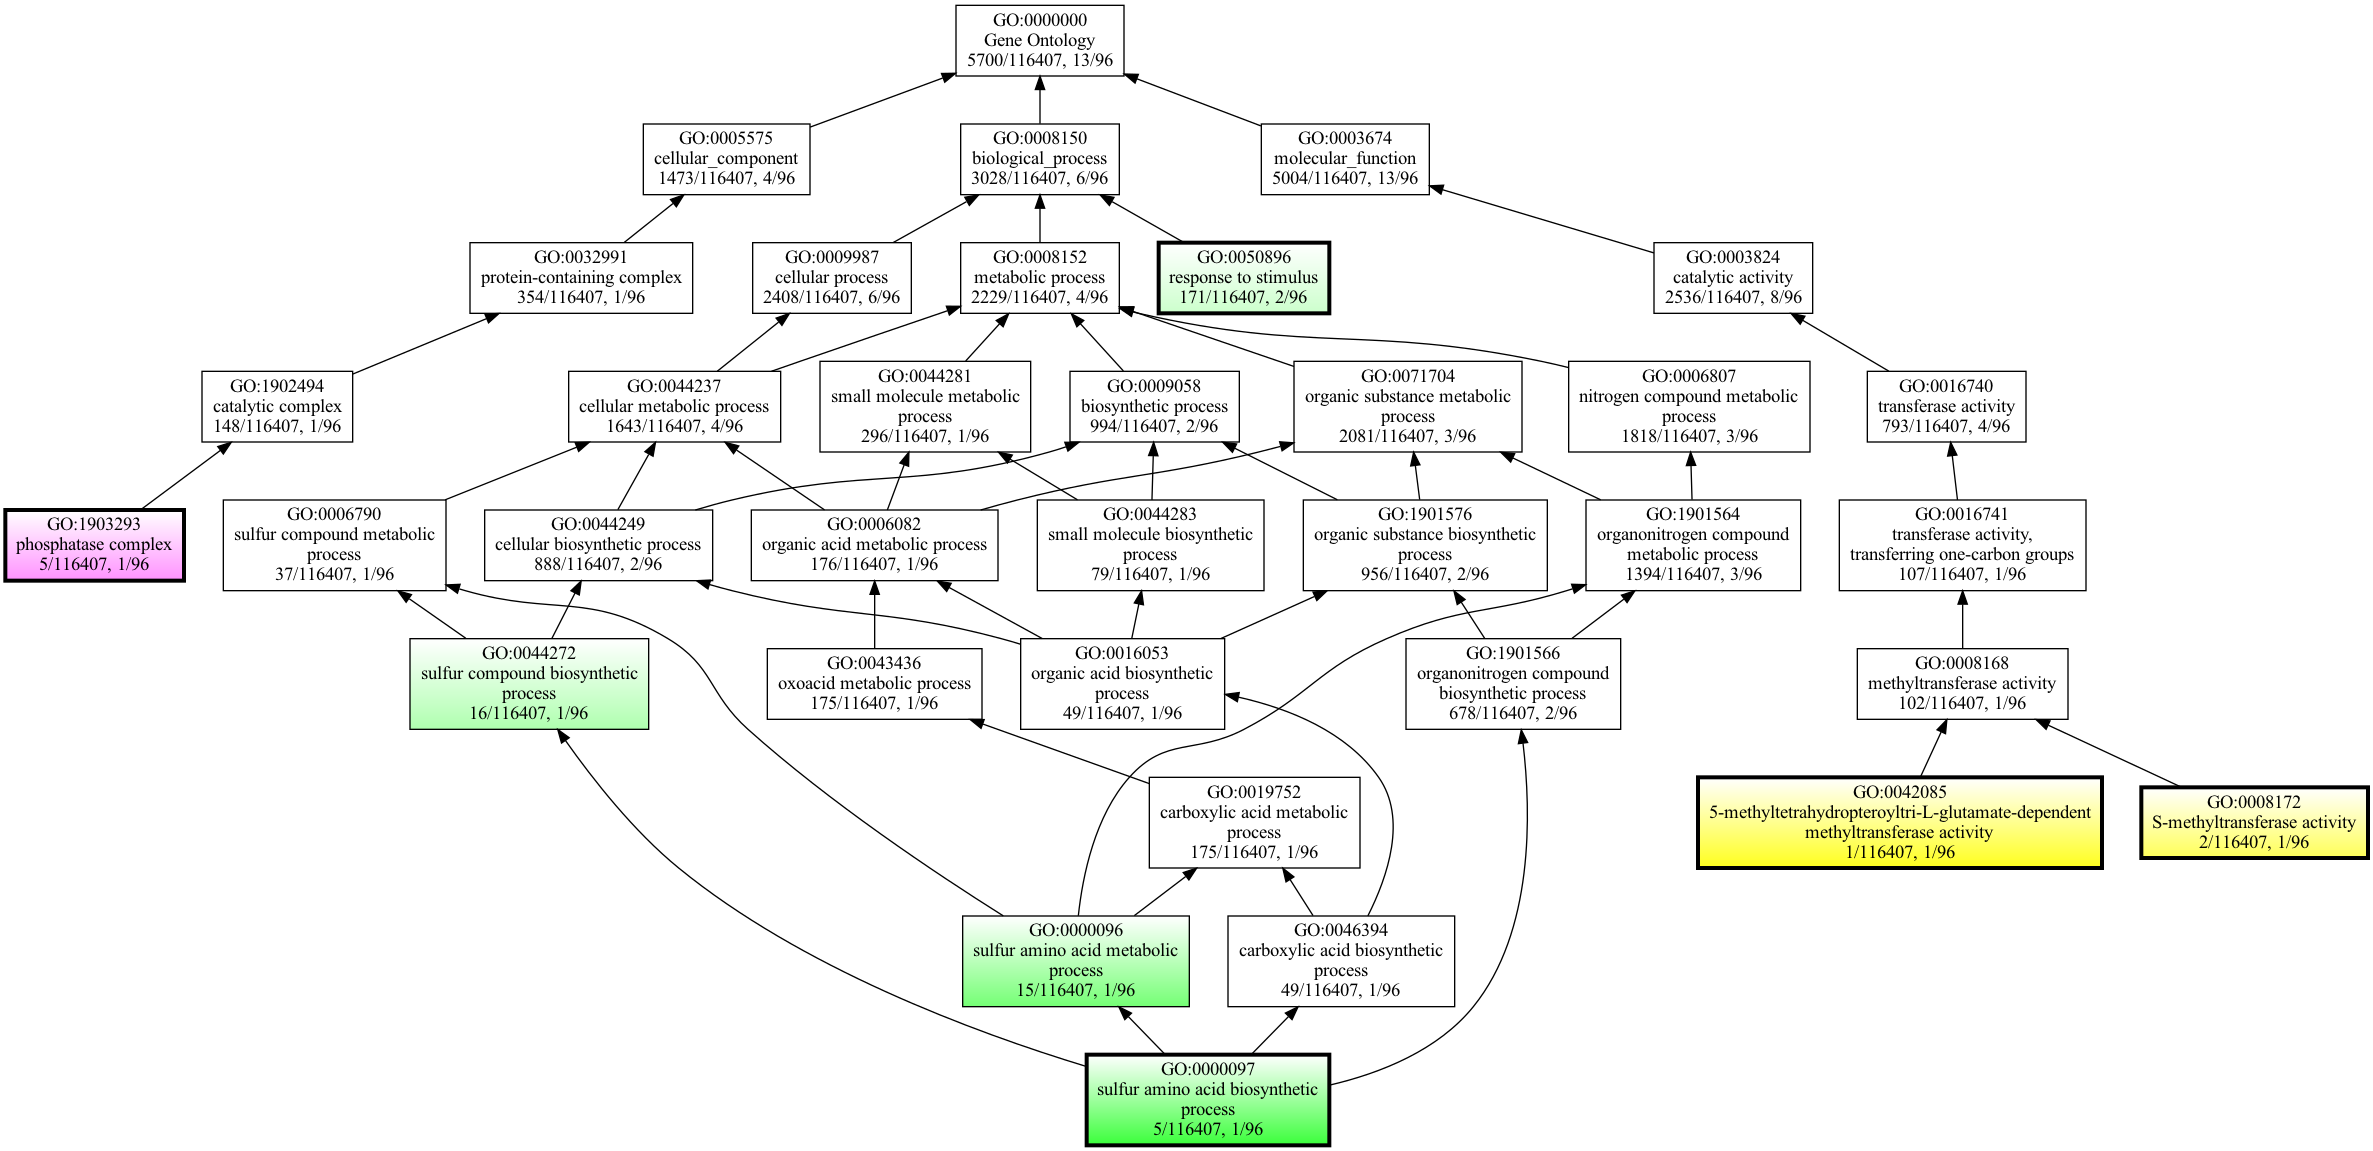 GO:0000000
Gene Ontology
5700/116407, 13/96
GO:0005575
cellular_component
1473/116407, 4/96
GO:0008150
biological_process
3028/116407, 6/96
GO:0003674
molecular_function
5004/116407, 13/96
GO:0032991
protein-containing complex
354/116407, 1/96
GO:0009987
cellular process
2408/116407, 6/96
GO:0008152
metabolic process
2229/116407, 4/96
GO:0050896
response to stimulus
171/116407, 2/96
GO:0003824
catalytic activity
2536/116407, 8/96
GO:1902494
catalytic complex
148/116407, 1/96
GO:0044237
cellular metabolic process
1643/116407, 4/96
GO:0044281
small molecule metabolic
process
296/116407, 1/96
GO:0009058
biosynthetic process
994/116407, 2/96
GO:0071704
organic substance metabolic
process
2081/116407, 3/96
GO:0006807
nitrogen compound metabolic
process
1818/116407, 3/96
GO:0016740
transferase activity
793/116407, 4/96
GO:1903293
phosphatase complex
5/116407, 1/96
GO:0006790
sulfur compound metabolic
process
37/116407, 1/96
GO:0044249
cellular biosynthetic process
888/116407, 2/96
GO:0006082
organic acid metabolic process
176/116407, 1/96
GO:0044283
small molecule biosynthetic
process
79/116407, 1/96
GO:1901576
organic substance biosynthetic
process
956/116407, 2/96
GO:1901564
organonitrogen compound
metabolic process
1394/116407, 3/96
GO:0016741
transferase activity,
transferring one-carbon groups
107/116407, 1/96
GO:0044272
sulfur compound biosynthetic
process
16/116407, 1/96
GO:0043436
oxoacid metabolic process
175/116407, 1/96
GO:0016053
organic acid biosynthetic
process
49/116407, 1/96
GO:1901566
organonitrogen compound
biosynthetic process
678/116407, 2/96
GO:0008168
methyltransferase activity
102/116407, 1/96
GO:0019752
carboxylic acid metabolic
process
175/116407, 1/96
GO:0042085
5-methyltetrahydropteroyltri-L-glutamate-dependent
methyltransferase activity
1/116407, 1/96
GO:0008172
S-methyltransferase activity
2/116407, 1/96
GO:0000096
sulfur amino acid metabolic
process
15/116407, 1/96
GO:0046394
carboxylic acid biosynthetic
process
49/116407, 1/96
GO:0000097
sulfur amino acid biosynthetic
process
5/116407, 1/96